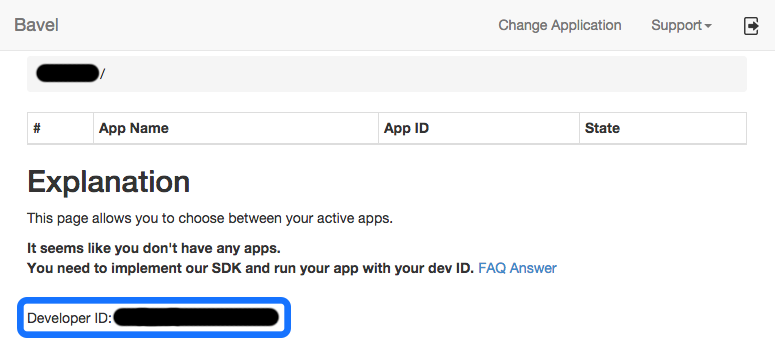 Bavel Change Application Support
/
# App Name App ID State
Explanation
This page allows you to choose between your active apps.
It seems like you don't have any apps.
You need to implement our SDK and run your app with your dev ID. FAQ Answer
Developer ID: